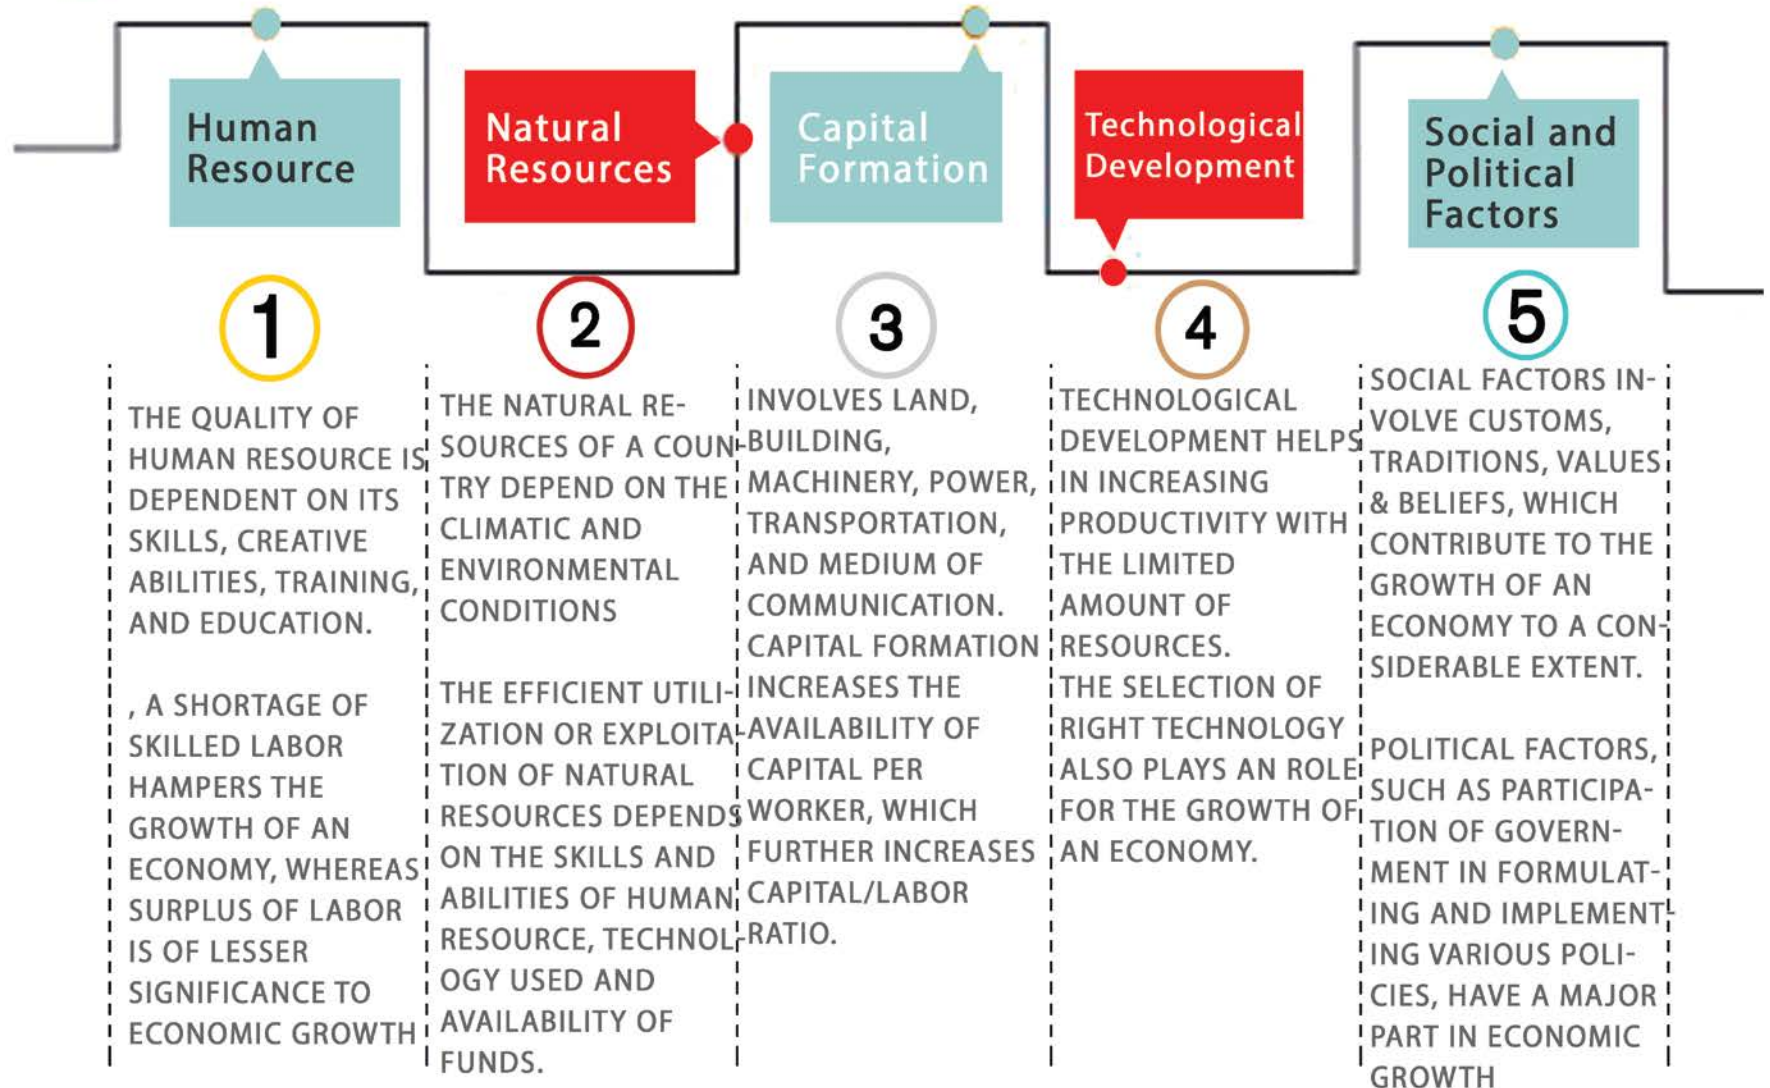 Human
Resource
Natural
Resources
Capital
Formation
Technological
Development
Social and
Political
Factors
1
THE QUALITY OF
HUMAN RESOURCE IS
DEPENDENT ON ITS
SKILLS, CREATIVE
ABILITIES, TRAINING,
AND EDUCATION.
, A SHORTAGE OF
SKILLED LABOR
HAMPERS THE
GROWTH OF AN
ECONOMY, WHEREAS
SURPLUS OF LABOR
IS OF LESSER
SIGNIFICANCE TO
ECONOMIC GROWTH
2
THE NATURAL RE-
SOURCES OF A COUN-
TRY DEPEND ON THE
CLIMATIC AND
ENVIRONMENTAL
CONDITIONS
THE EFFICIENT UTILI-
ZATION OR EXPLOITA-
TION OF NATURAL
RESOURCES DEPENDS
ON THE SKILLS AND
ABILITIES OF HUMAN
RESOURCE, TECHNOL-
OGY USED AND
AVAILABILITY OF
FUNDS.
3
INVOLVES LAND,
BUILDING,
MACHINERY, POWER,
TRANSPORTATION,
AND MEDIUM OF
COMMUNICATION.
CAPITAL FORMATION
INCREASES THE
AVAILABILITY OF
CAPITAL PER
WORKER, WHICH
FURTHER INCREASES
CAPITAL/LABOR
RATIO.
4
TECHNOLOGICAL
DEVELOPMENT HELPS
IN INCREASING
PRODUCTIVITY WITH
THE LIMITED
AMOUNT OF
RESOURCES.
THE SELECTION OF
RIGHT TECHNOLOGY
ALSO PLAYS AN ROLE
FOR THE GROWTH OF
AN ECONOMY.
5
SOCIAL FACTORS IN-
VOLVE CUSTOMS,
TRADITIONS, VALUES
& BELIEFS, WHICH
CONTRIBUTE TO THE
GROWTH OF AN
ECONOMY TO A CON-
SIDERABLE EXTENT.
POLITICAL FACTORS,
SUCH AS PARTICIPA-
TION OF GOVERN-
MENT IN FORMULAT-
ING AND IMPLEMENT-
ING VARIOUS POLI-
CIES, HAVE A MAJOR
PART IN ECONOMIC
GROWTH